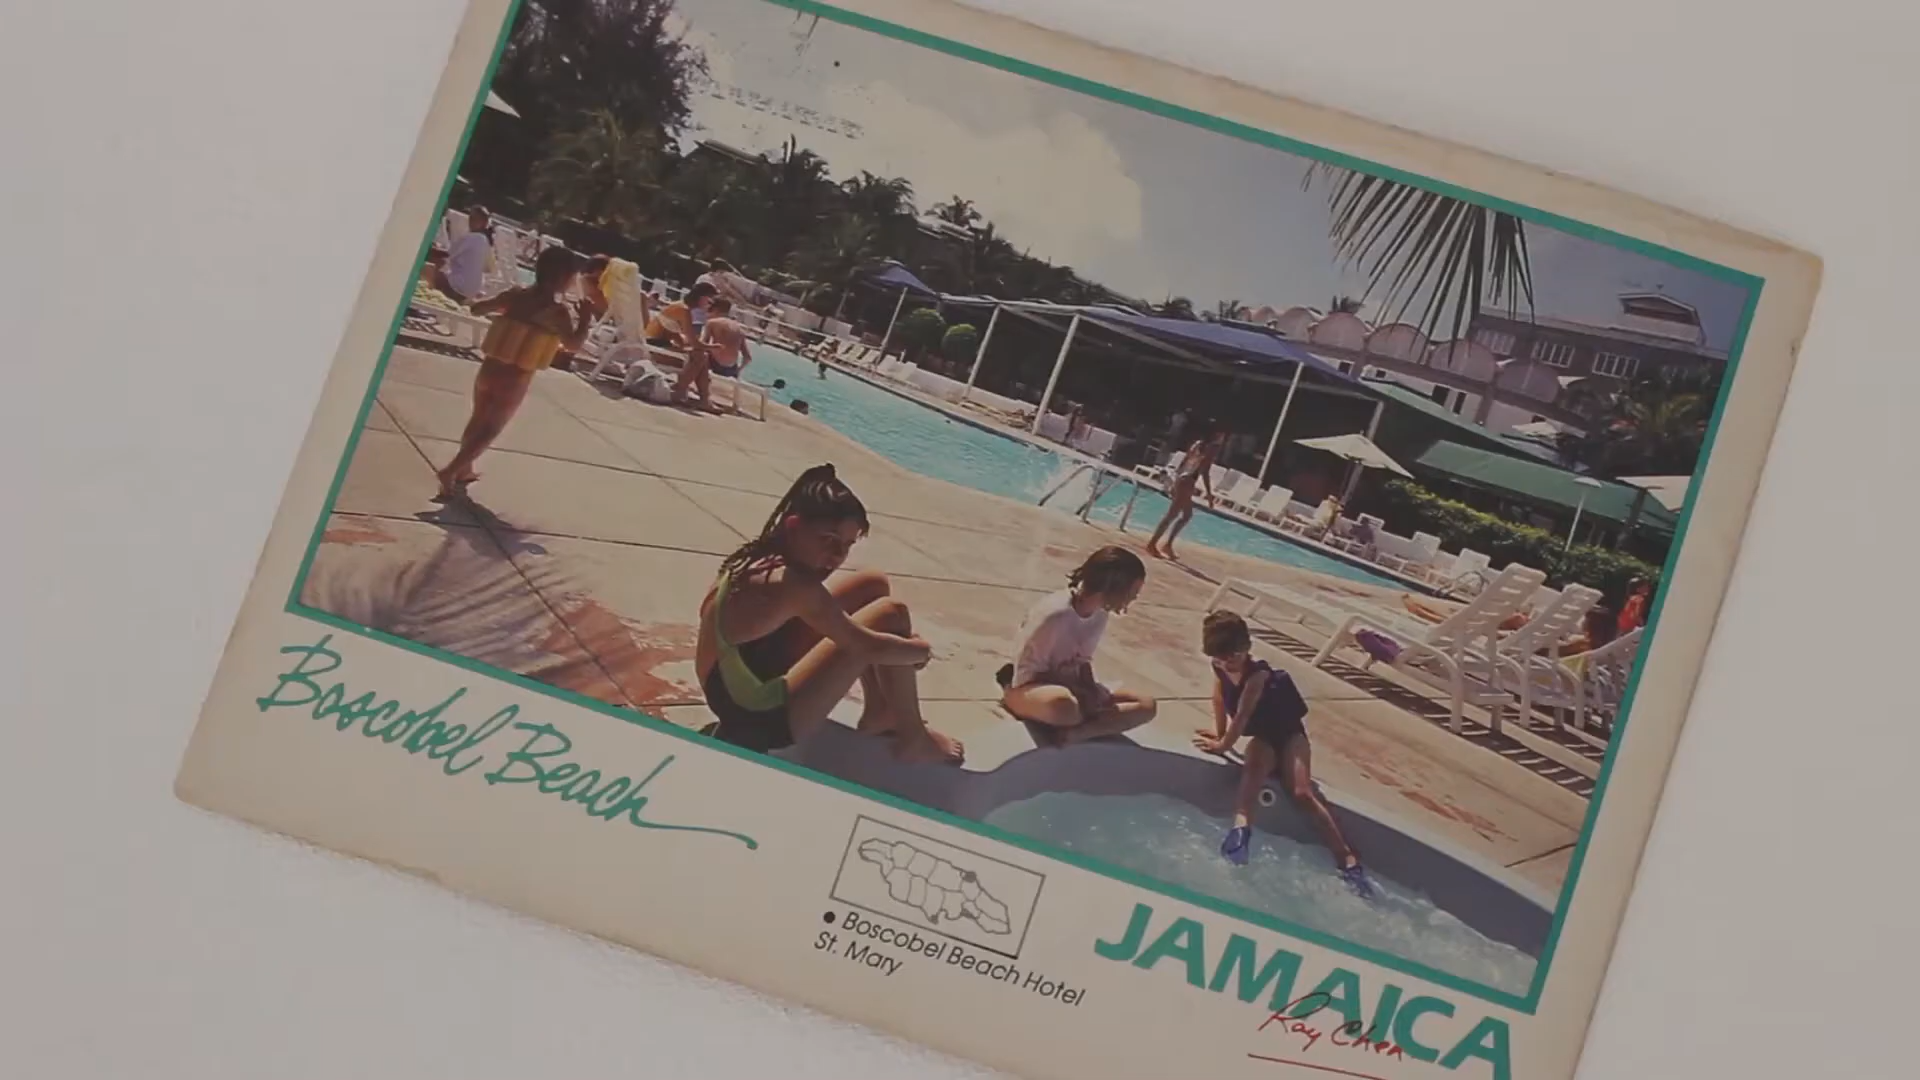 Boscobel Beach
● Boscobel Beach Hotel
St. Mary
JAMAICA
Ray Chen